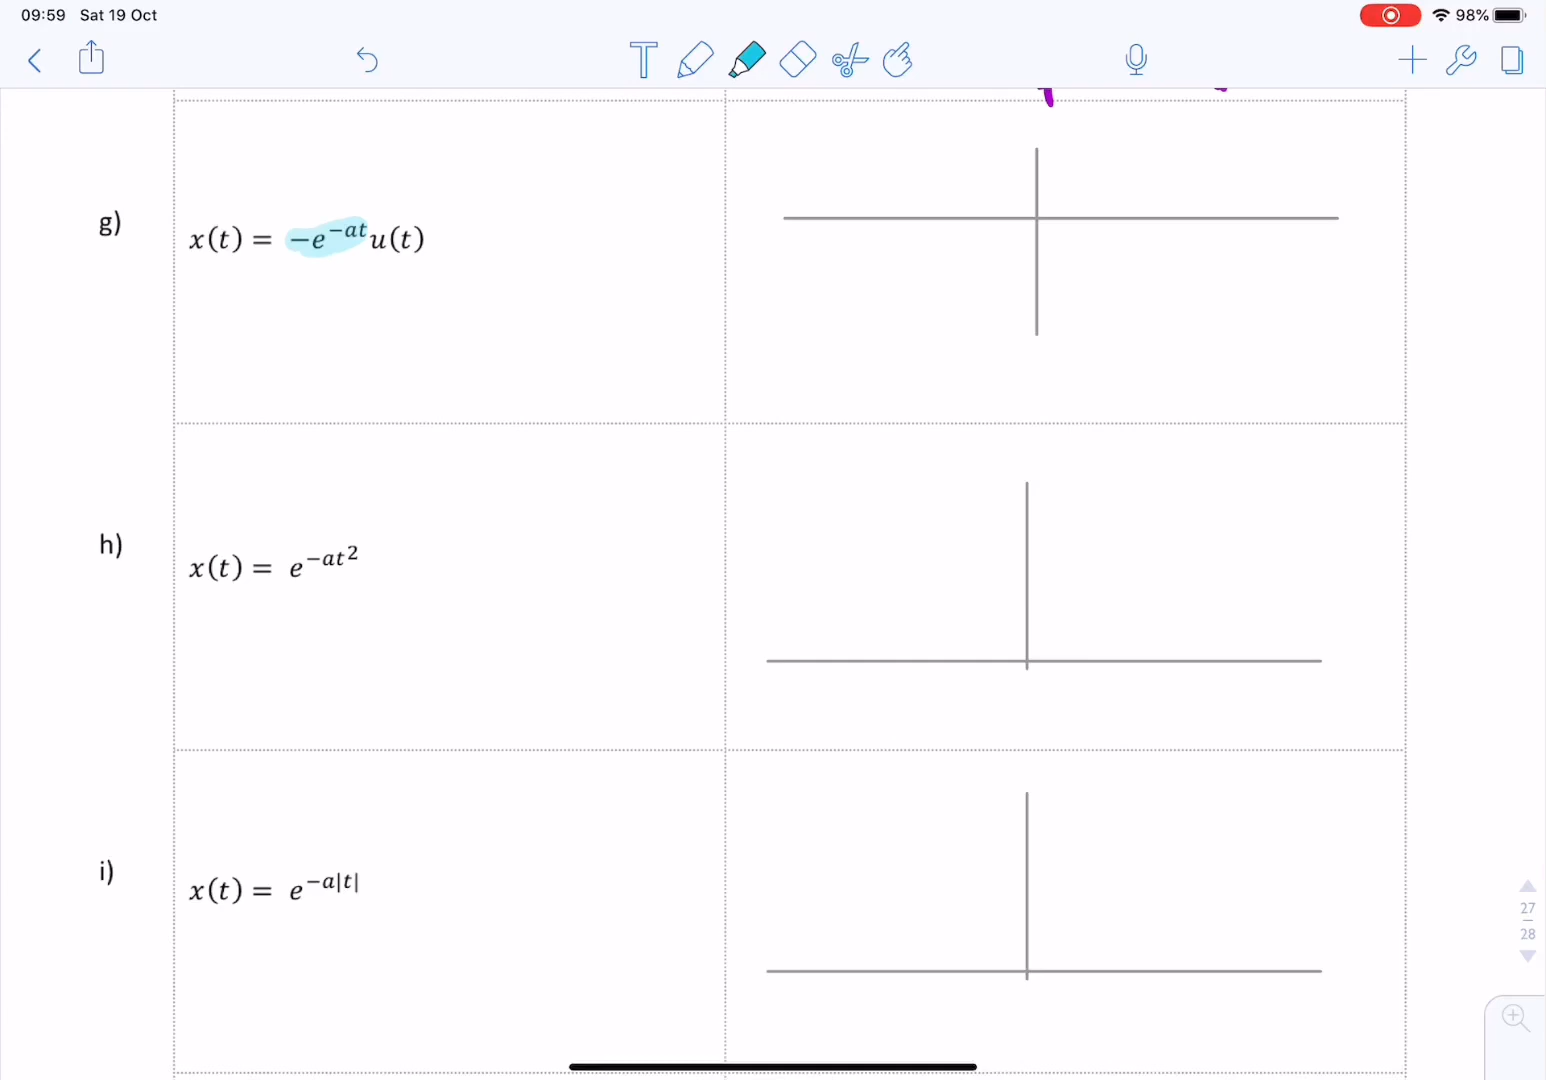 09:59 Sat 19 Oct 98%
T
g) x(t) = −e^{−at}u(t)
h) x(t) = e^{−at²}
i) x(t) = e^{−a|t|}
27
28